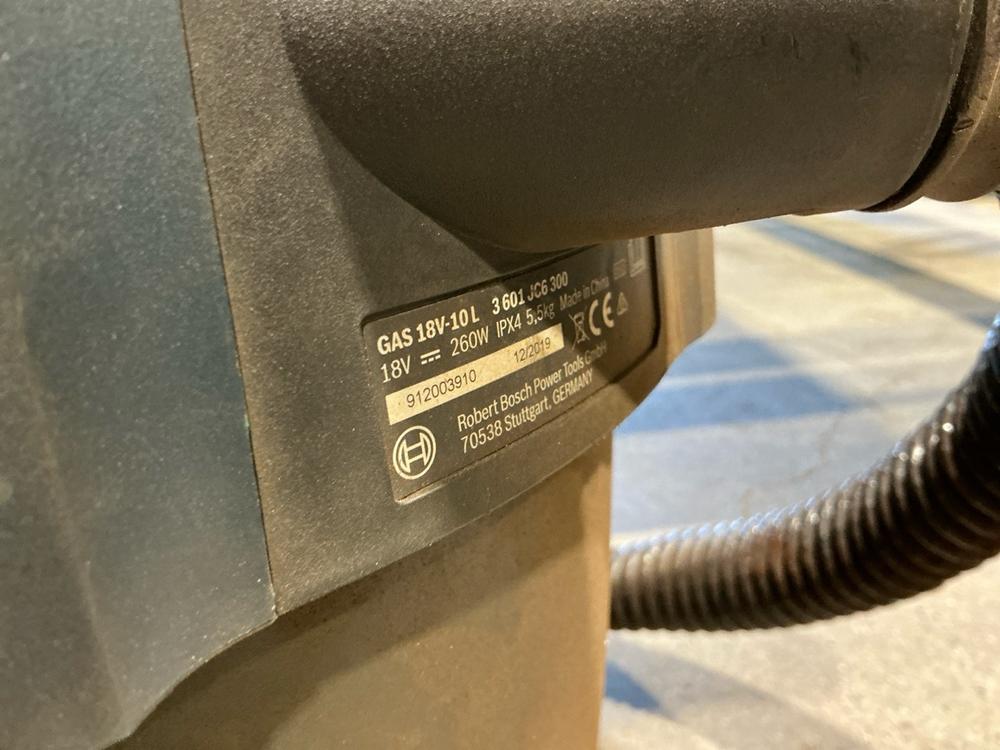 GAS 18V-10 L 3 601 JC6 300
18V 260W IPX4 5,5kg Made in China
912003910 12/2019
CE
Robert Bosch Power Tools GmbH
70538 Stuttgart, GERMANY